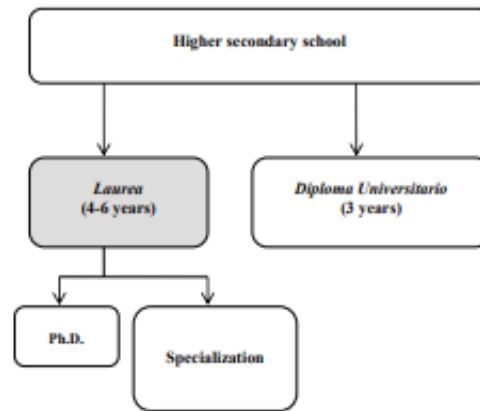 Higher secondary school
Laurea
(4-6 years)
Diploma Universitario
(3 years)
Ph.D.
Specialization